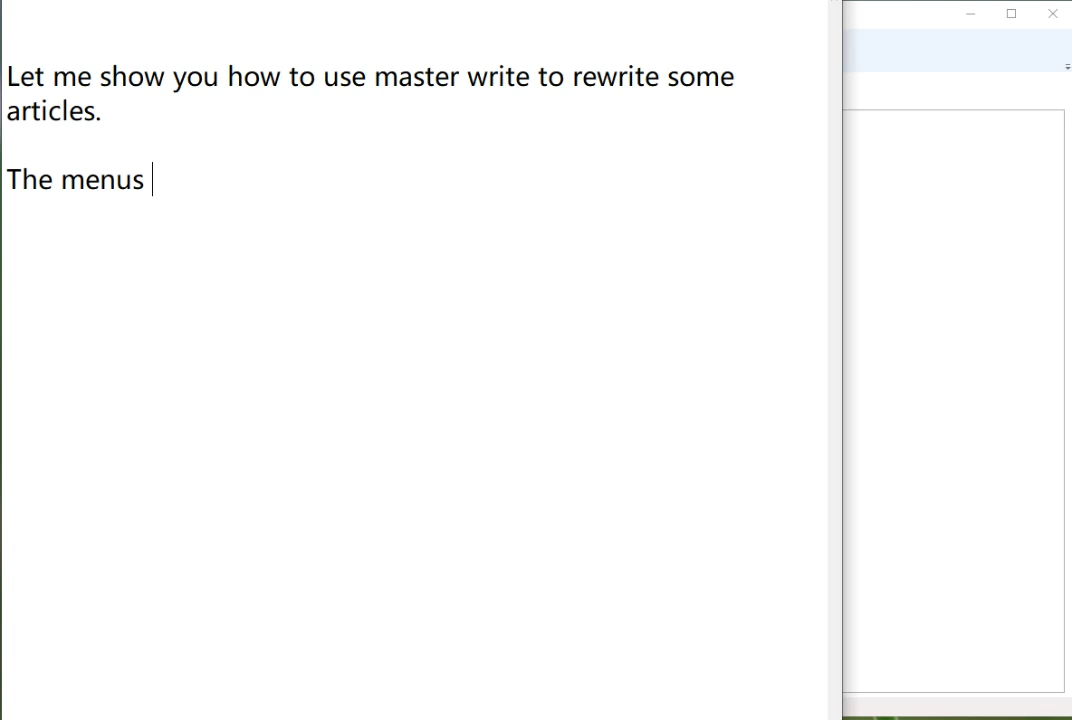 Let me show you how to use master write to rewrite some
articles.
The menus